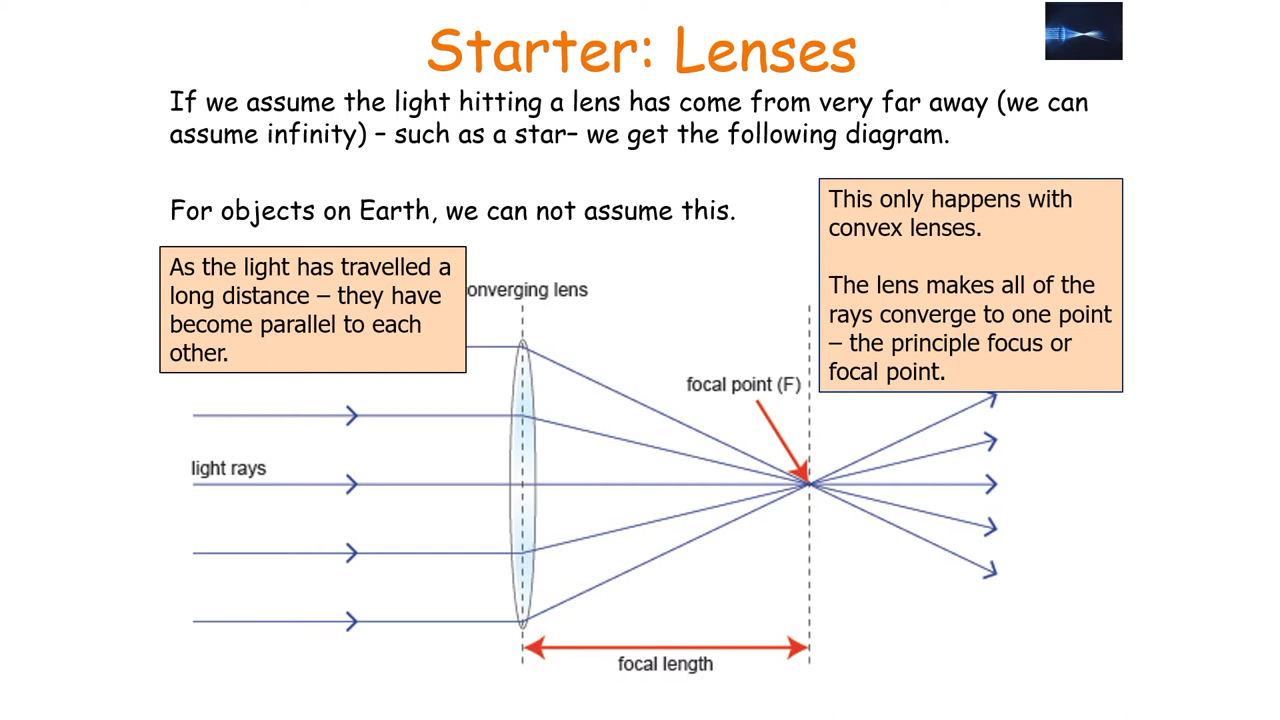 Starter: Lenses
If we assume the light hitting a lens has come from very far away (we can
assume infinity) – such as a star– we get the following diagram.
For objects on Earth, we can not assume this.
This only happens with
convex lenses.
The lens makes all of the
rays converge to one point
– the principle focus or
focal point.
As the light has travelled a
long distance – they have
become parallel to each
other.
onverging lens
focal point (F)
light rays
focal length